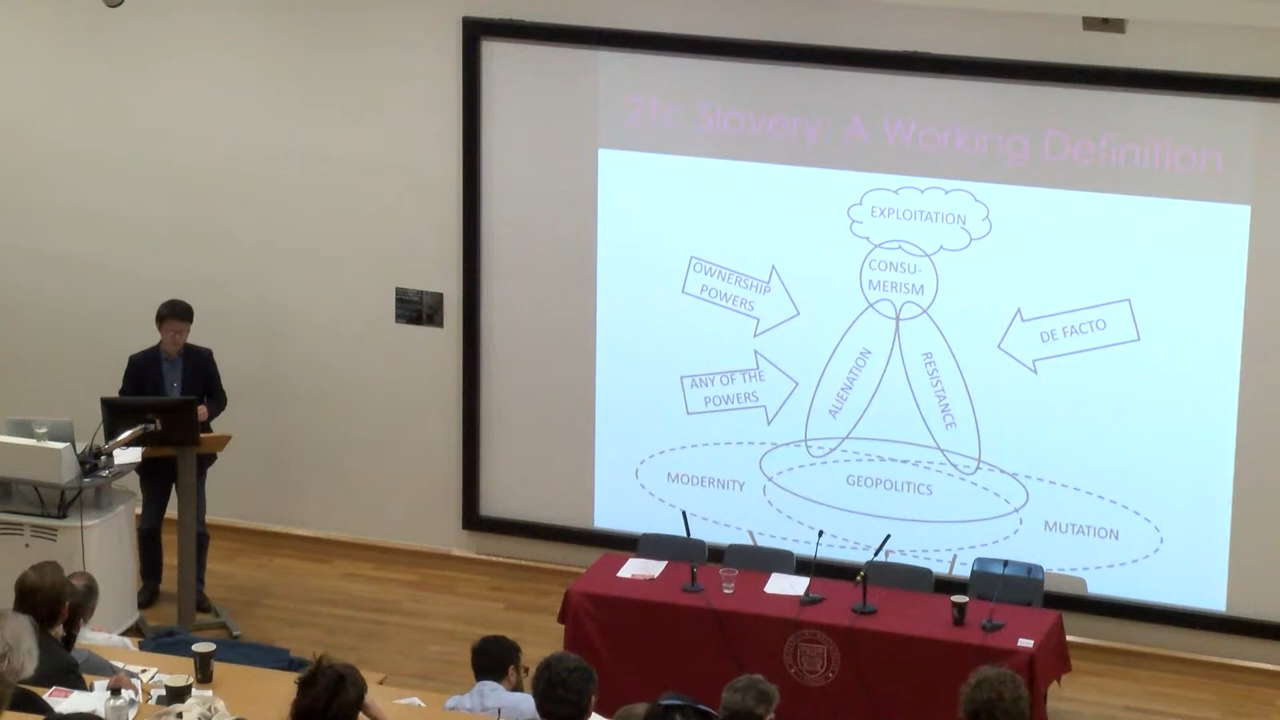 21c Slavery: A Working Definition
EXPLOITATION
CONSU-
MERISM
OWNERSHIP
POWERS
DE FACTO
ANY OF THE
POWERS
ALIENATION
RESISTANCE
MODERNITY
GEOPOLITICS
MUTATION